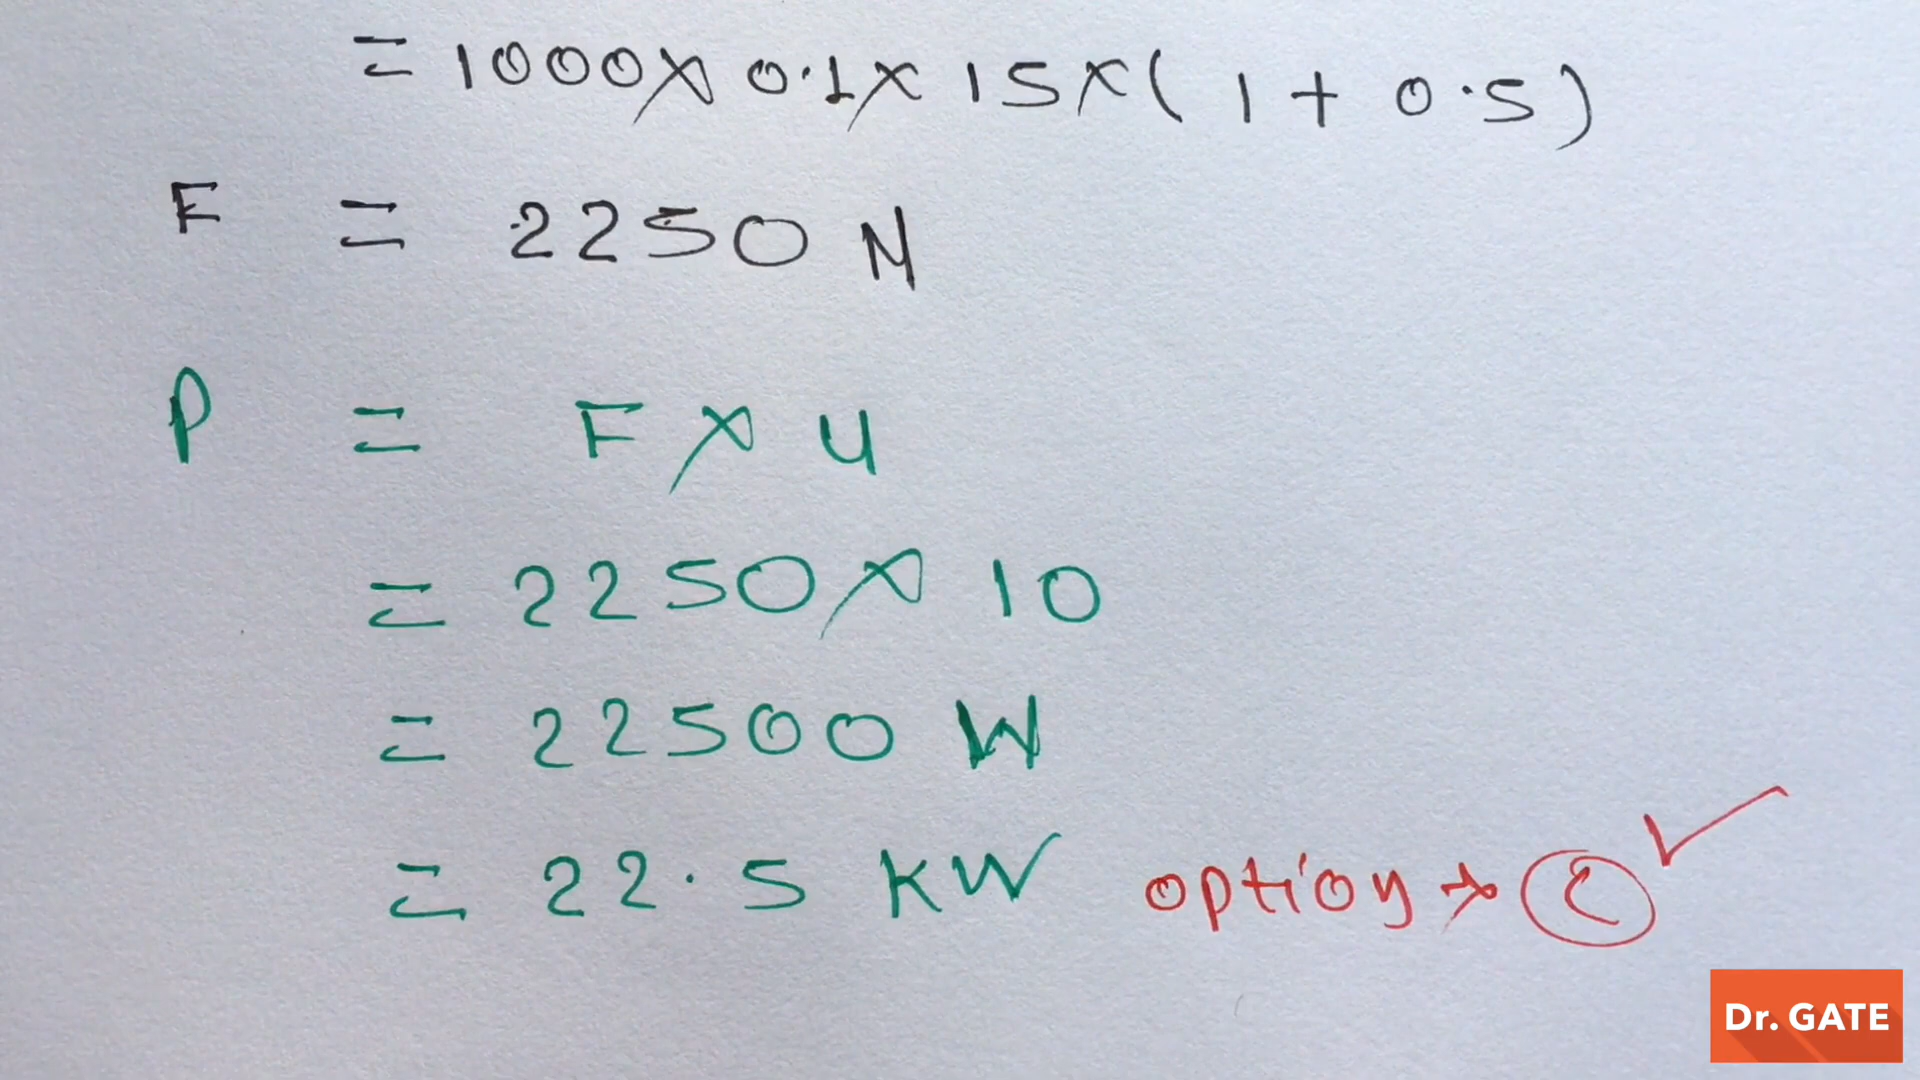 = 1000 × 0.1 × 15 × ( 1 + 0.5 )
F = 2250 N
P = F × u
= 2250 × 10
= 22500 W
= 22.5 KW option → C ✓
Dr. GATE